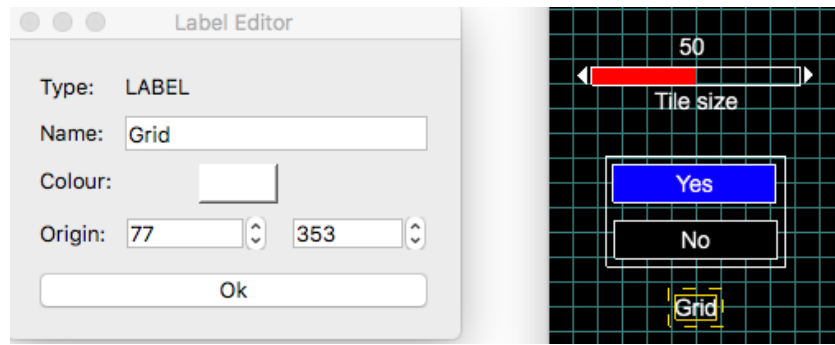 Label Editor
Type: LABEL
Name: Grid
Colour:
Origin: 77 353
Ok
50
Tile size
Yes
No
Grid